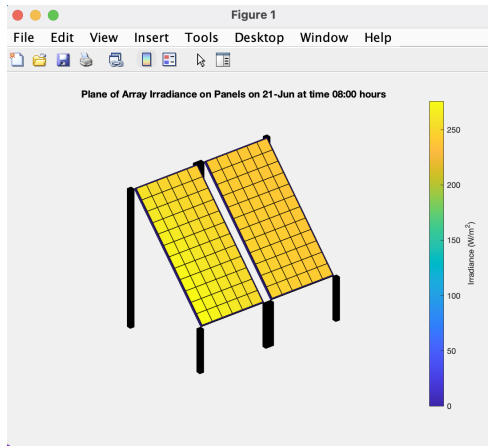 Figure 1
File Edit View Insert Tools Desktop Window Help
Plane of Array Irradiance on Panels on 21-Jun at time 08:00 hours
250
200
150
100
50
0
Irradiance (W/m²)